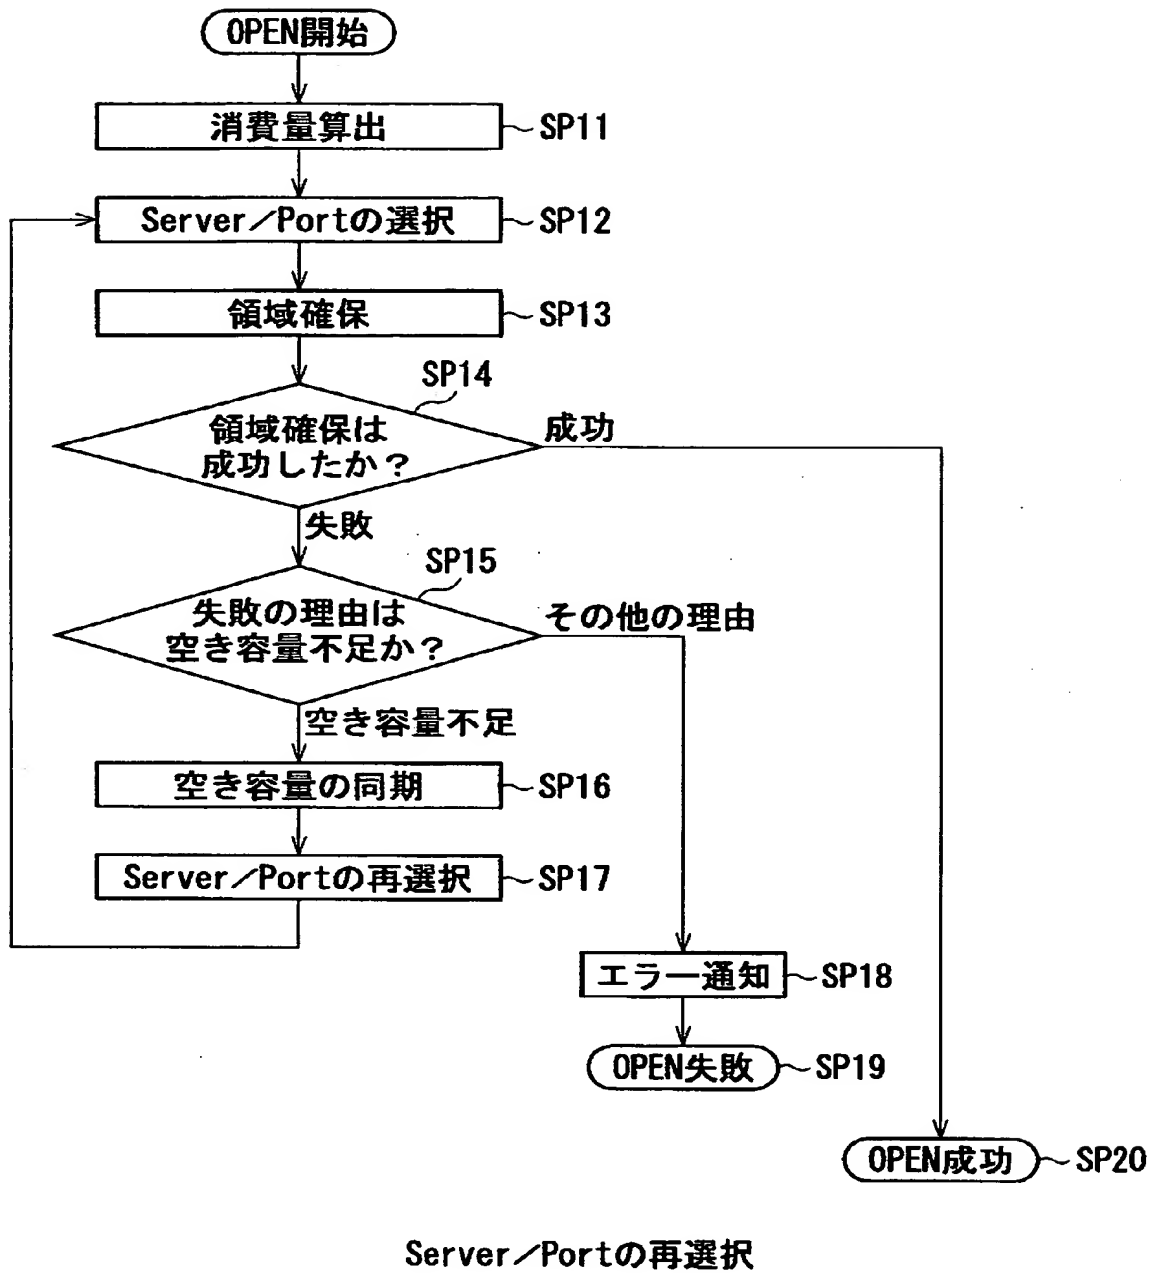 OPEN開始
消費量算出
SP11
Server/Portの選択
SP12
領域確保
SP13
SP14
領域確保は
成功したか?
成功
失敗
SP15
失敗の理由は
空き容量不足か?
その他の理由
空き容量不足
空き容量の同期
SP16
Server/Portの再選択
SP17
エラー通知
SP18
OPEN失敗
SP19
OPEN成功
SP20
Server/Portの再選択